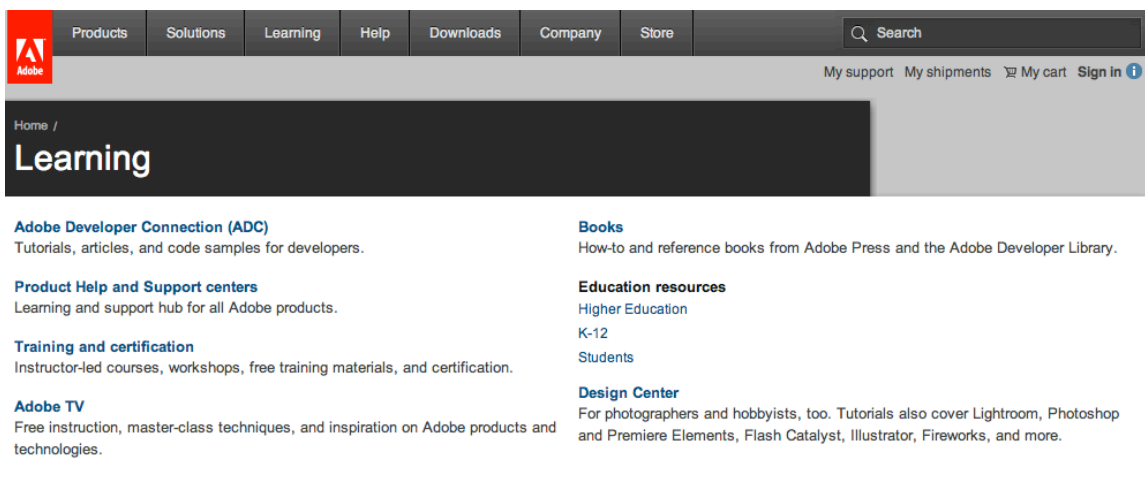 Adobe
Products Solutions Learning Help Downloads Company Store Search
My support My shipments My cart Sign in i
Home /
Learning
Adobe Developer Connection (ADC)
Tutorials, articles, and code samples for developers.
Product Help and Support centers
Learning and support hub for all Adobe products.
Training and certification
Instructor-led courses, workshops, free training materials, and certification.
Adobe TV
Free instruction, master-class techniques, and inspiration on Adobe products and
technologies.
Books
How-to and reference books from Adobe Press and the Adobe Developer Library.
Education resources
Higher Education
K-12
Students
Design Center
For photographers and hobbyists, too. Tutorials also cover Lightroom, Photoshop
and Premiere Elements, Flash Catalyst, Illustrator, Fireworks, and more.